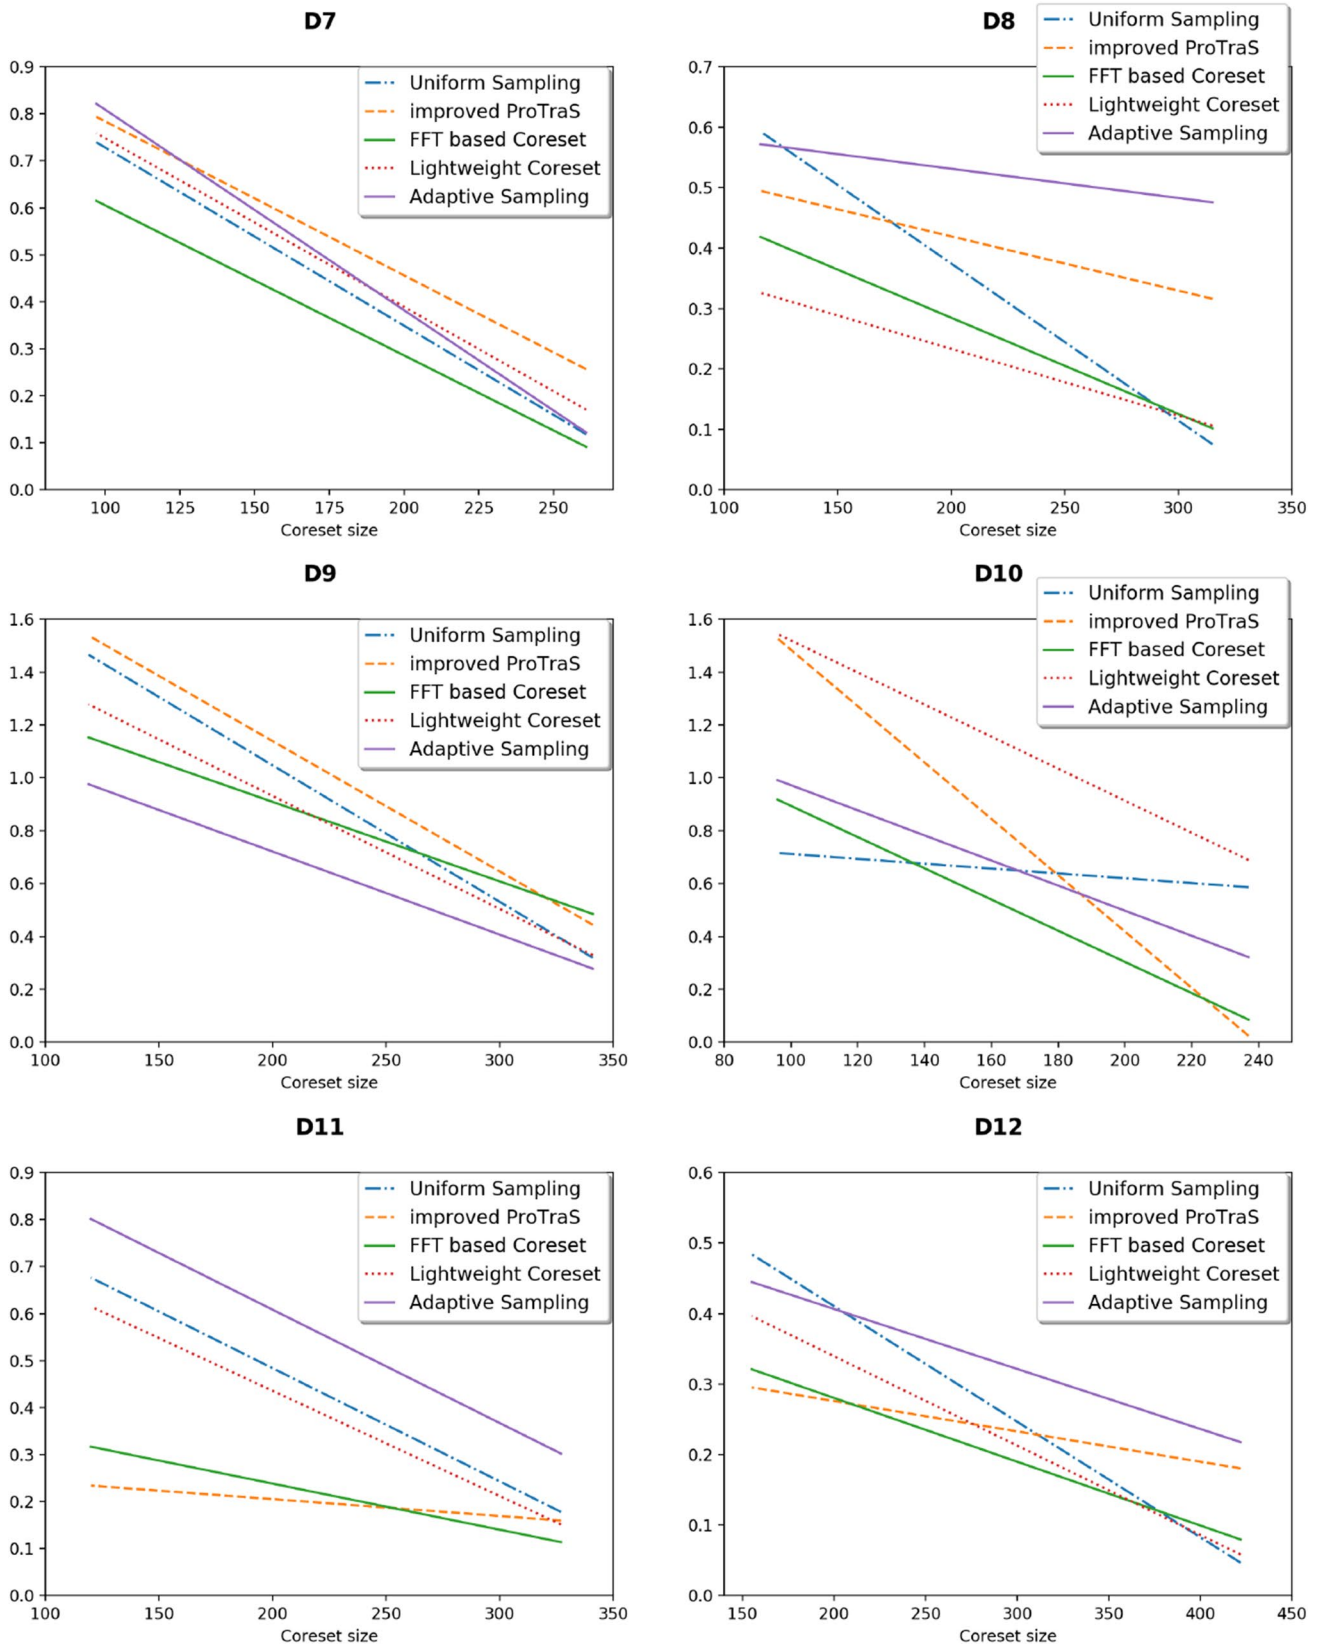 D7
0.9
0.8
0.7
0.6
0.5
0.4
0.3
0.2
0.1
0.0
Uniform Sampling
improved ProTraS
FFT based Coreset
Lightweight Coreset
Adaptive Sampling
100 125 150 175 200 225 250
Coreset size
D8
0.7
0.6
0.5
0.4
0.3
0.2
0.1
0.0
Uniform Sampling
improved ProTraS
FFT based Coreset
Lightweight Coreset
Adaptive Sampling
100 150 200 250 300 350
Coreset size
D9
1.6
1.4
1.2
1.0
0.8
0.6
0.4
0.2
0.0
Uniform Sampling
improved ProTraS
FFT based Coreset
Lightweight Coreset
Adaptive Sampling
100 150 200 250 300 350
Coreset size
D10
1.6
1.4
1.2
1.0
0.8
0.6
0.4
0.2
0.0
Uniform Sampling
improved ProTraS
FFT based Coreset
Lightweight Coreset
Adaptive Sampling
80 100 120 140 160 180 200 220 240
Coreset size
D11
0.9
0.8
0.7
0.6
0.5
0.4
0.3
0.2
0.1
0.0
Uniform Sampling
improved ProTraS
FFT based Coreset
Lightweight Coreset
Adaptive Sampling
100 150 200 250 300 350
Coreset size
D12
0.6
0.5
0.4
0.3
0.2
0.1
0.0
Uniform Sampling
improved ProTraS
FFT based Coreset
Lightweight Coreset
Adaptive Sampling
150 200 250 300 350 400 450
Coreset size